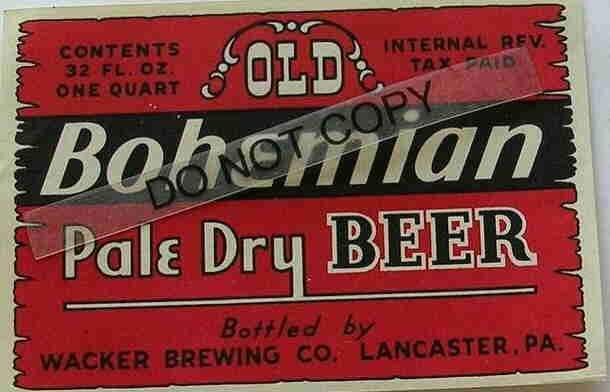 CONTENTS
32 FL. OZ.
ONE QUART
OLD
INTERNAL REV.
TAX PAID
Bohemian
DO NOT COPY
Pale Dry BEER
Bottled by
WACKER BREWING CO. LANCASTER, PA.